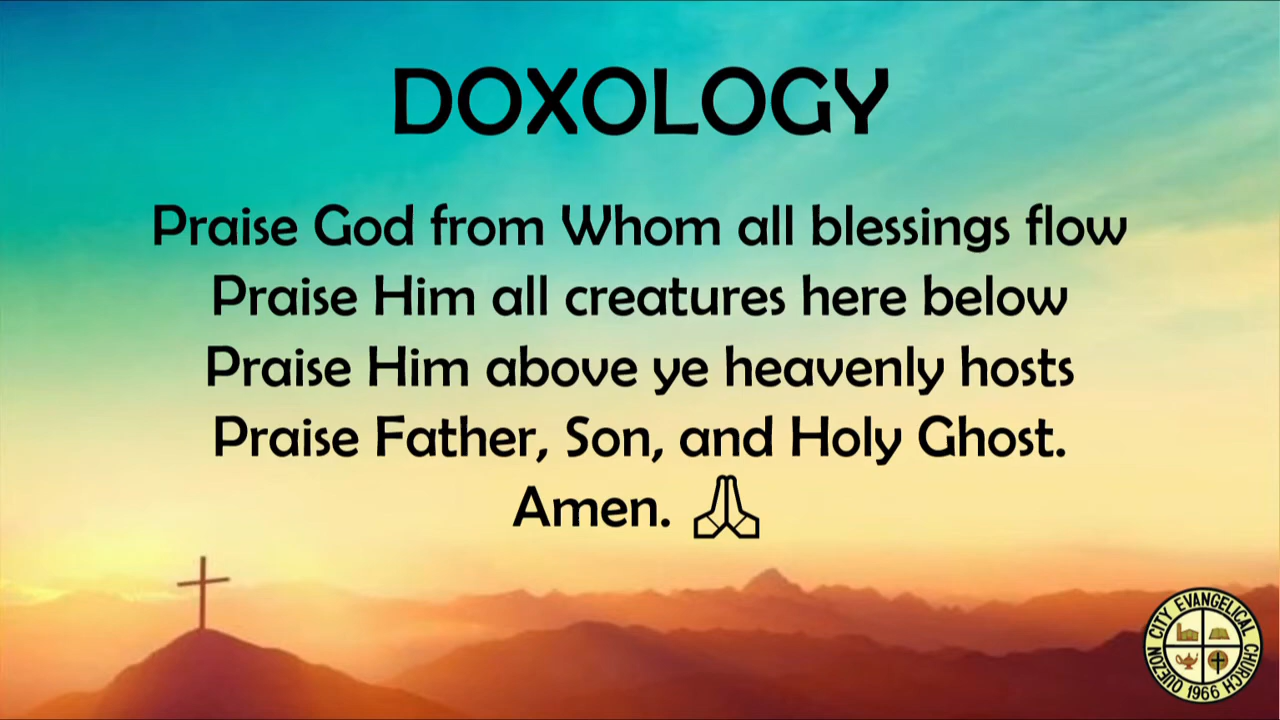 DOXOLOGY
Praise God from Whom all blessings flow
Praise Him all creatures here below
Praise Him above ye heavenly hosts
Praise Father, Son, and Holy Ghost.
Amen. 
QUEZON CITY EVANGELICAL CHURCH
1966